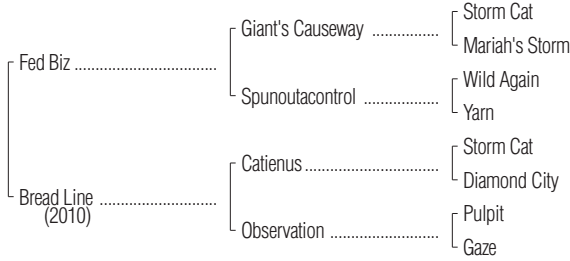 Storm Cat
Giant's Causeway ................
Mariah's Storm
Fed Biz ..................................
Wild Again
Spunoutacontrol ..................
Yarn
Storm Cat
Catienus ................................
Diamond City
Bread Line ............................
(2010)
Pulpit
Observation ..........................
Gaze